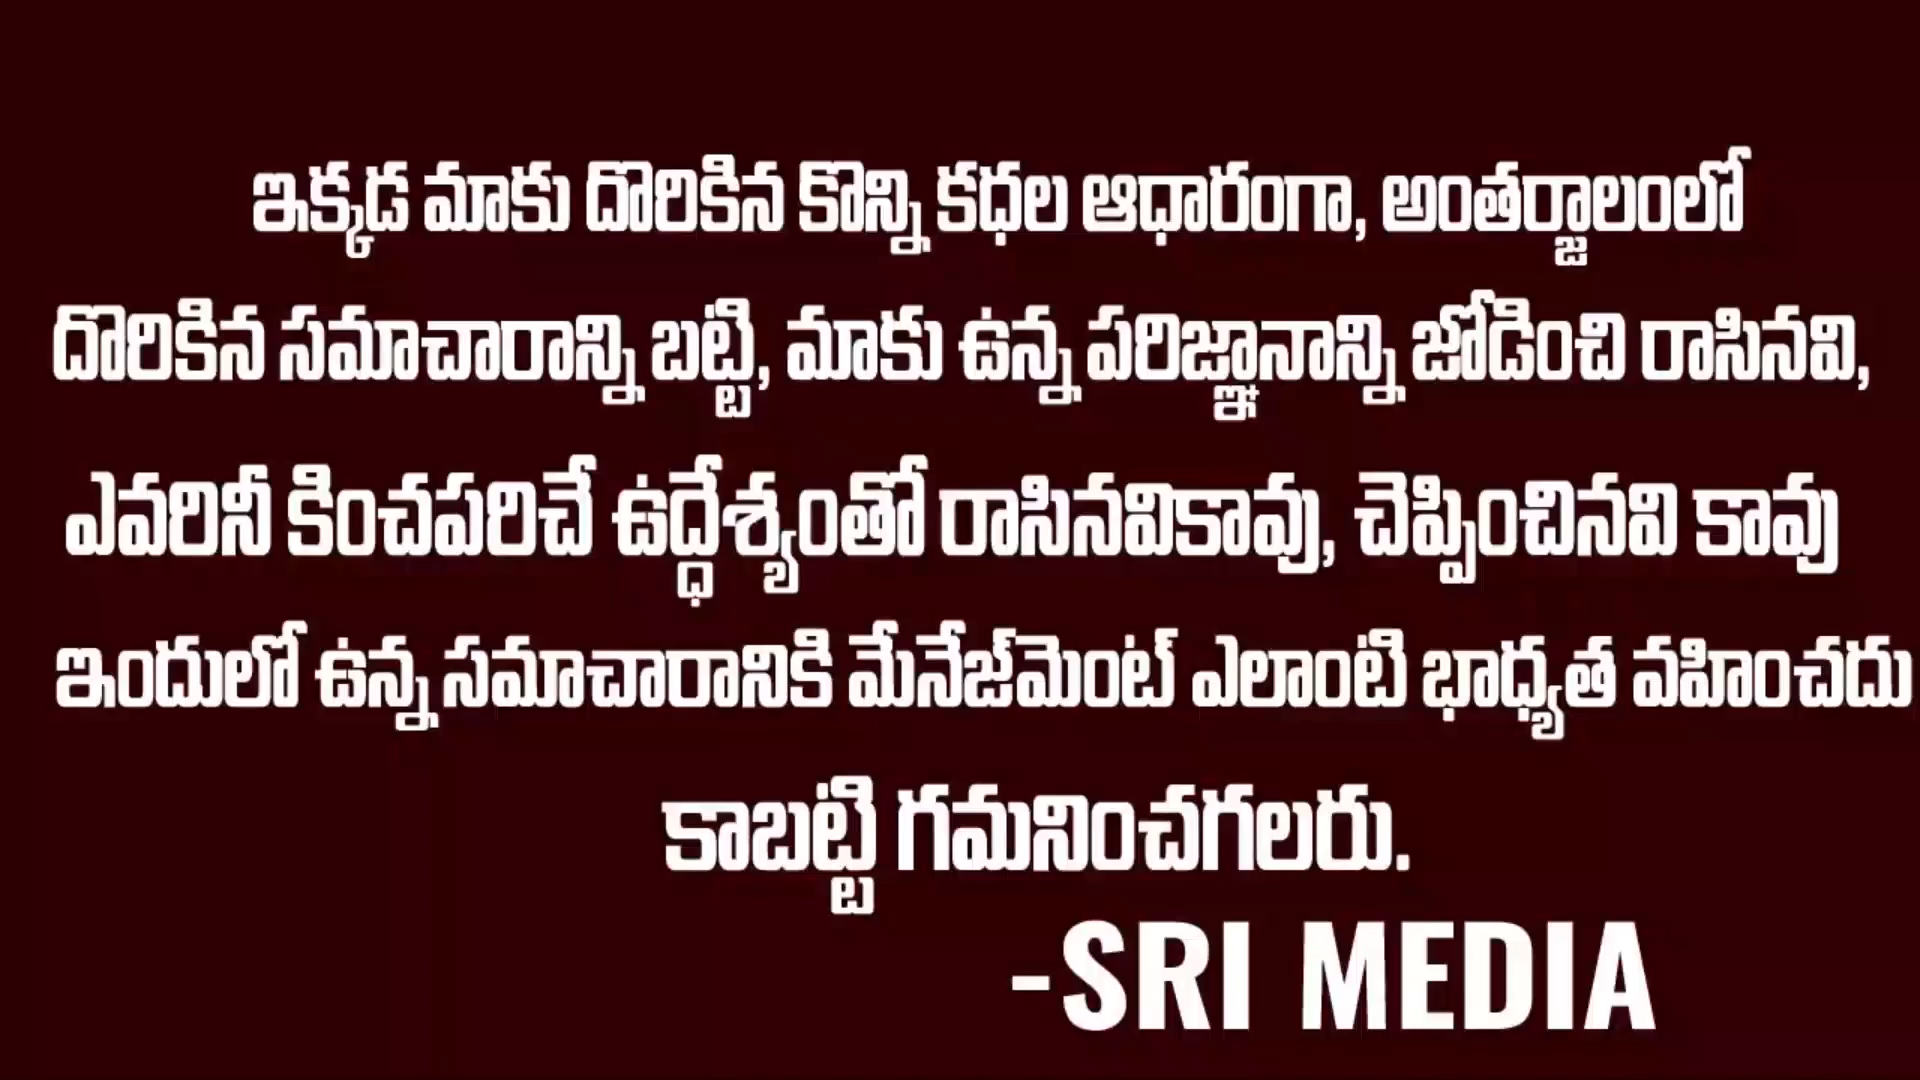 ఇక్కడ మాకు దొరికిన కొన్ని కధల ఆధారంగా, అంతర్జాలంలో
దొరికిన సమాచారాన్ని బట్టి, మాకు ఉన్న పరిజ్ఞానాన్ని జోడించి రాసినవి,
ఎవరినీ కించపరిచే ఉద్ధేశ్యంతో రాసినవికావు, చెప్పించినవి కావు
ఇందులో ఉన్న సమాచారానికి మేనేజ్‌మెంట్ ఎలాంటి భాధ్యత వహించదు
కాబట్టి గమనించగలరు.
-SRI MEDIA